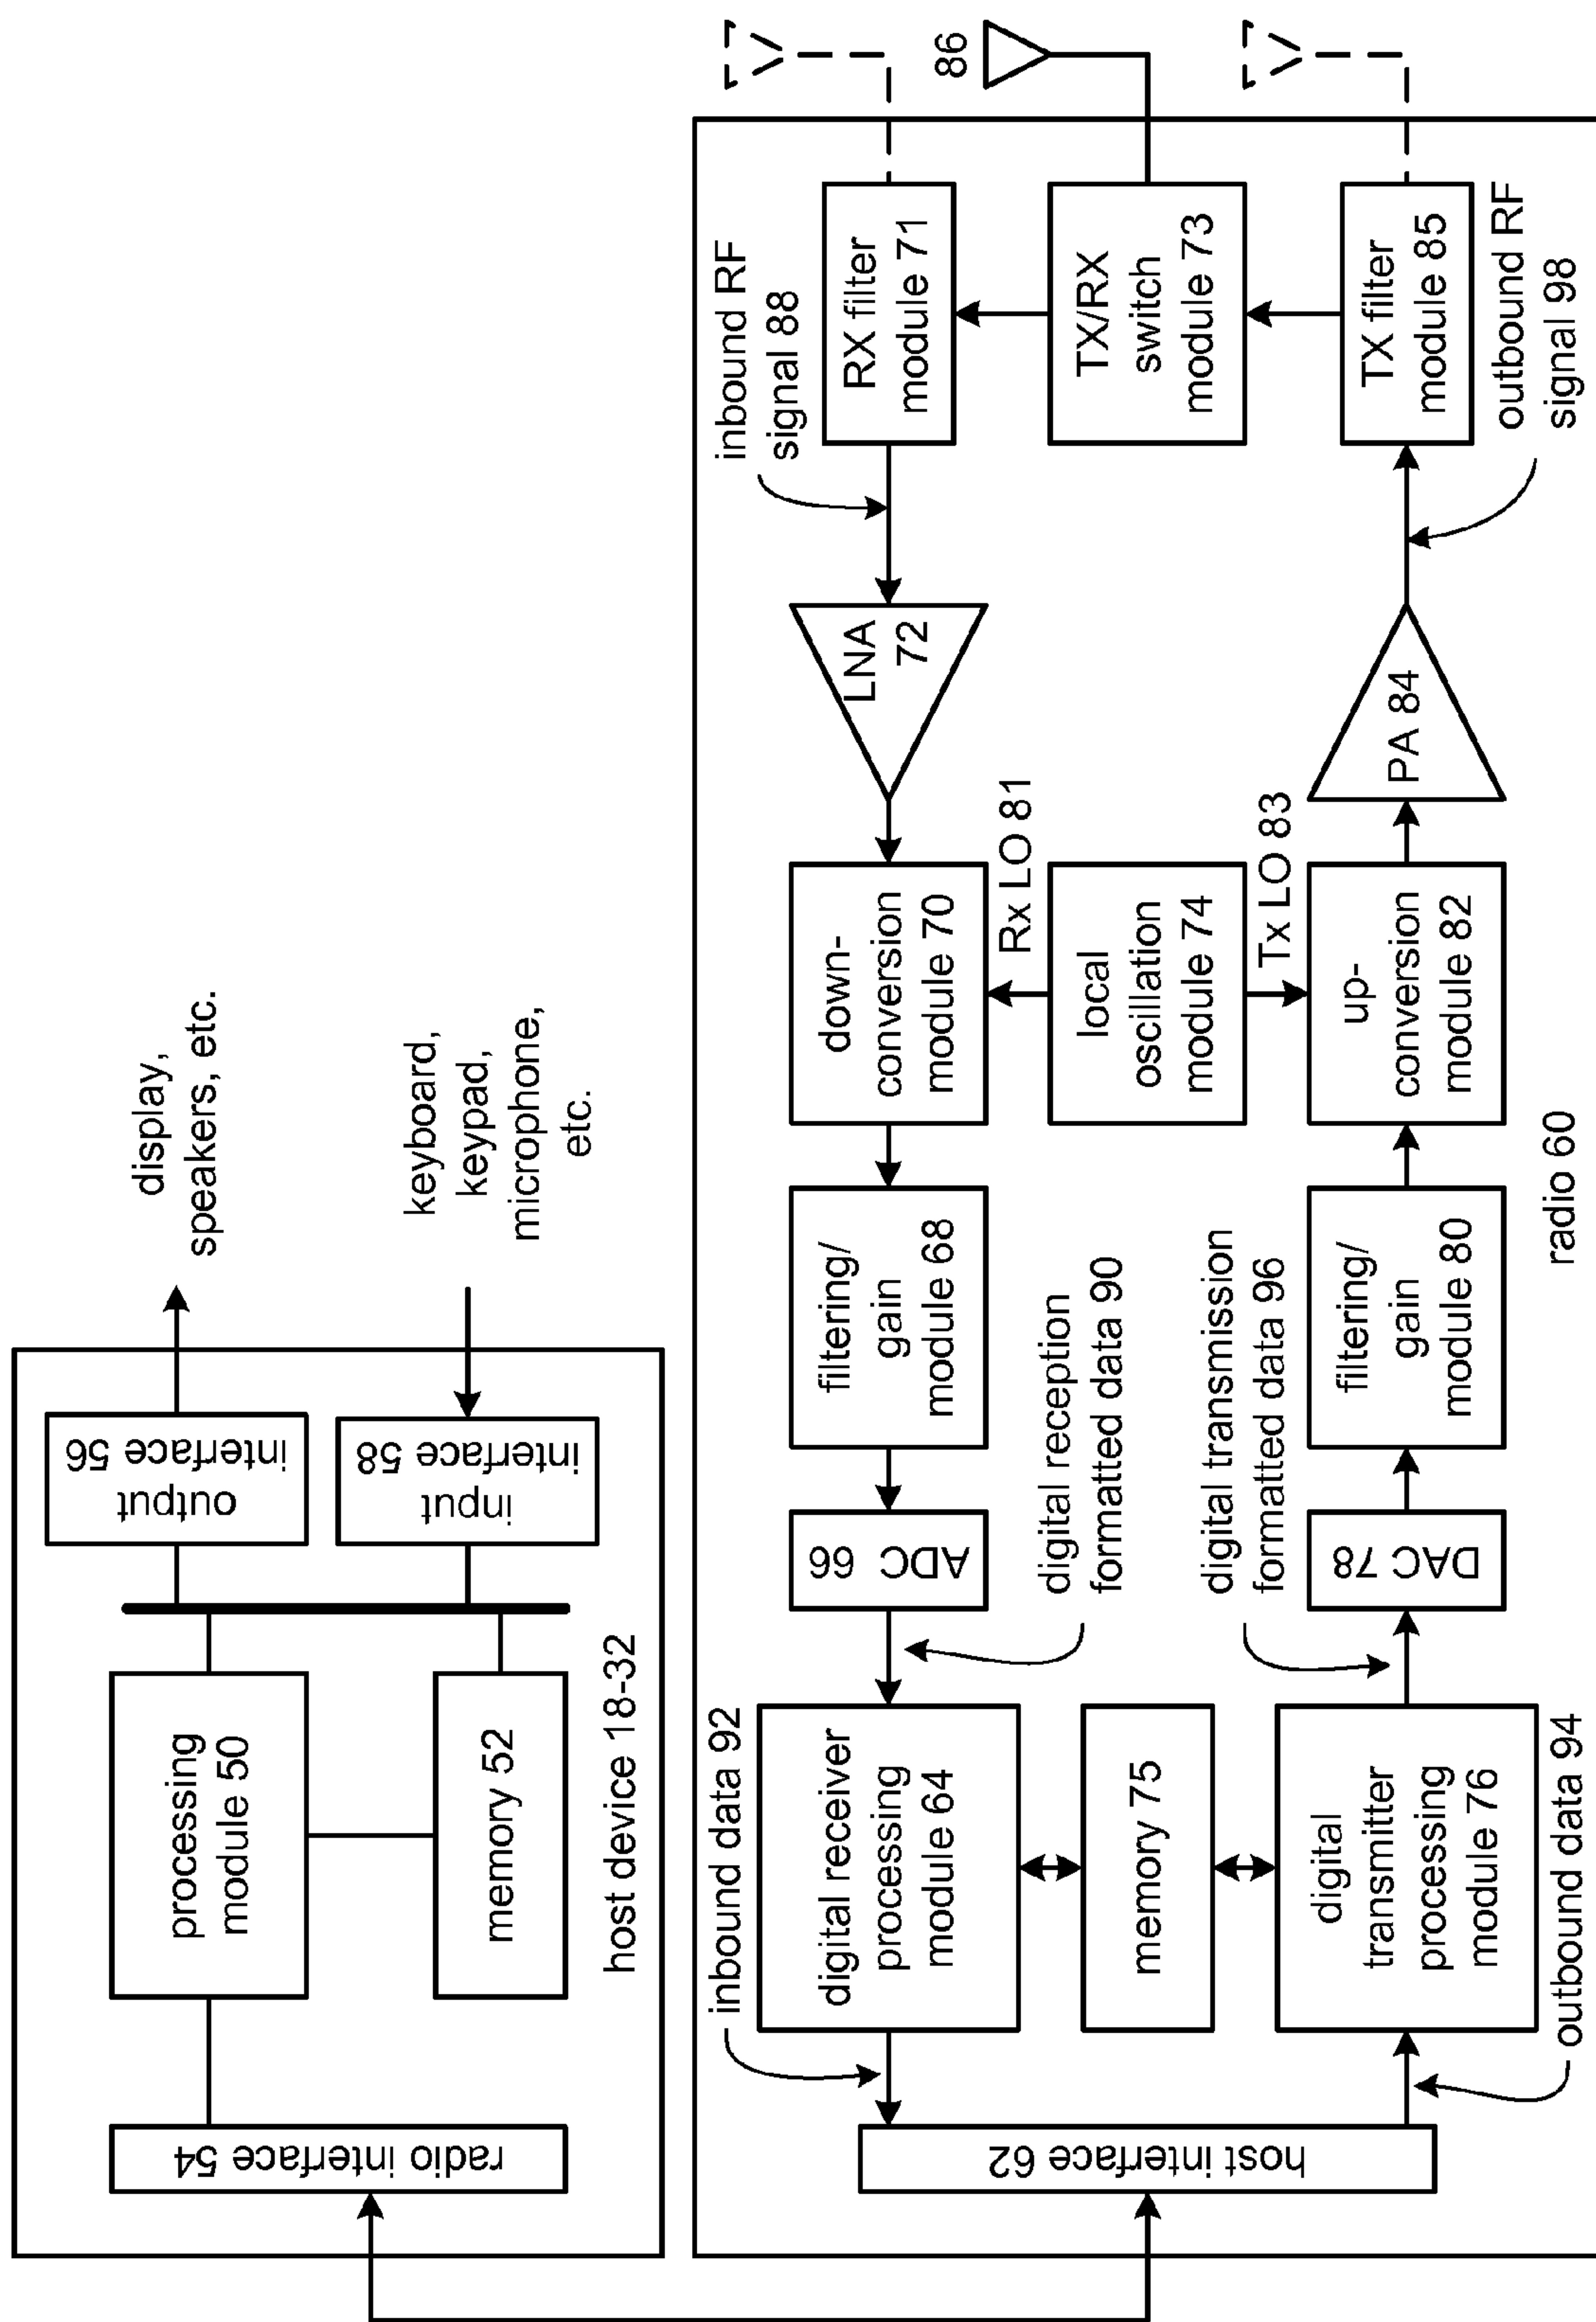 display,
speakers, etc.
keyboard,
keypad,
microphone,
etc.
output
interface 56
input
interface 58
processing
module 50
memory 52
radio interface 54
host device 18-32
86
inbound RF
signal 88
RX filter
module 71
TX/RX
switch
module 73
TX filter
module 85
outbound RF
signal 98
LNA
72
PA 84
down-
conversion
module 70
Rx LO 81
local
oscillation
module 74
Tx LO 83
up-
conversion
module 82
filtering/
gain
module 68
filtering/
gain
module 80
radio 60
ADC 66
digital reception
formatted data 90
digital transmission
formatted data 96
DAC 78
inbound data 92
digital receiver
processing
module 64
memory 75
digital
transmitter
processing
module 76
outbound data 94
host interface 62